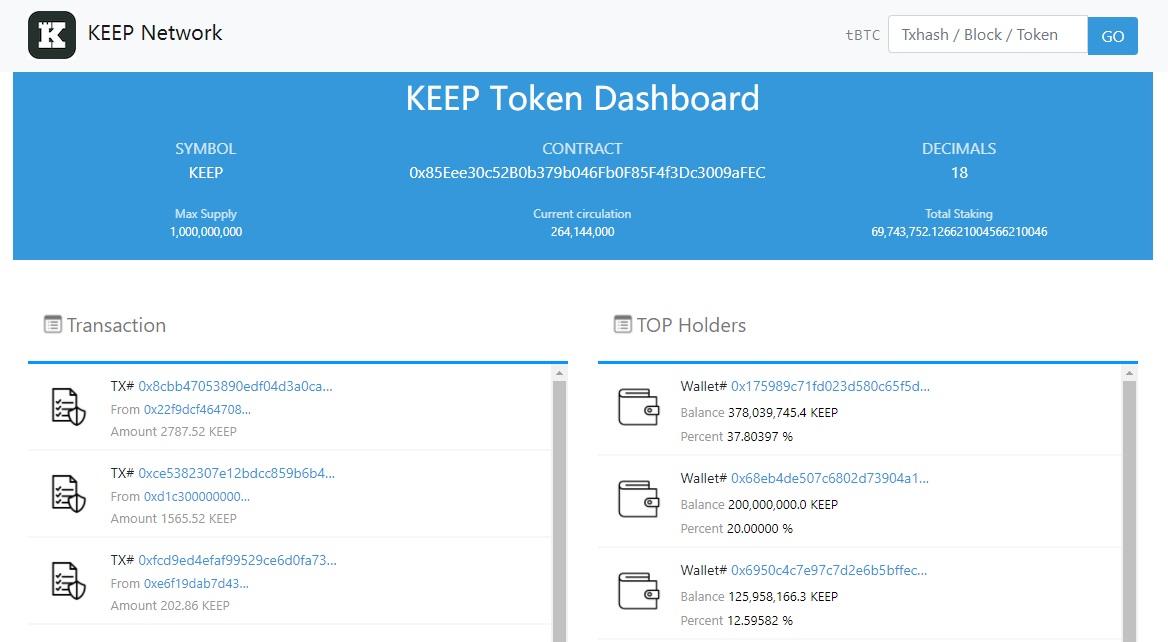 K KEEP Network
tBTC Txhash / Block / Token GO
KEEP Token Dashboard
SYMBOL CONTRACT DECIMALS
KEEP 0x85Eee30c52B0b379b046Fb0F85F4f3Dc3009aFEC 18
Max Supply Current circulation Total Staking
1,000,000,000 264,144,000 69,743,752.126621004566210046
Transaction
TX# 0x8cbb47053890edf04d3a0ca...
From 0x22f9dcf464708...
Amount 2787.52 KEEP
TX# 0xce5382307e12bdcc859b6b4...
From 0xd1c300000000...
Amount 1565.52 KEEP
TX# 0xfcd9ed4efaf99529ce6d0fa73...
From 0xe6f19dab7d43...
Amount 202.86 KEEP
TOP Holders
Wallet# 0x175989c71fd023d580c65f5d...
Balance 378,039,745.4 KEEP
Percent 37.80397 %
Wallet# 0x68eb4de507c6802d73904a1...
Balance 200,000,000.0 KEEP
Percent 20.00000 %
Wallet# 0x6950c4c7e97c7d2e6b5bffec...
Balance 125,958,166.3 KEEP
Percent 12.59582 %